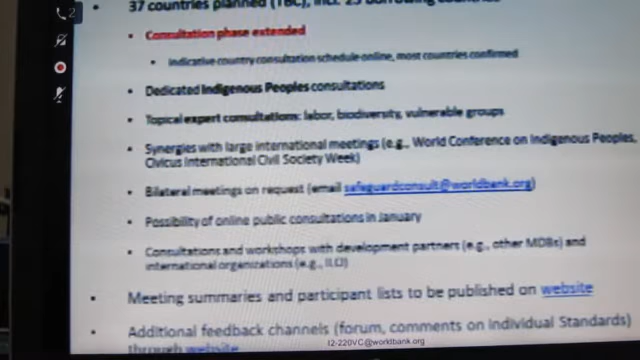 2
37 countries planned (TBC), incl.
Consultation phase extended
Indicative country consultation schedule online, most countries confirmed
Dedicated Indigenous Peoples consultations
Topical expert consultations: labor, biodiversity, vulnerable groups
Synergies with large international meetings (e.g., World Conference on Indigenous Peoples,
Civicus International Civil Society Week)
Bilateral meetings on request (email safeguardconsult@worldbank.org)
Possibility of online public consultations in January
Consultations and workshops with development partners (e.g., other MDBs) and
international organizations (e.g., ILO)
Meeting summaries and participant lists to be published on website
Additional feedback channels (forum, comments on Individual Standards)
through website
I2-220VC@worldbank.org